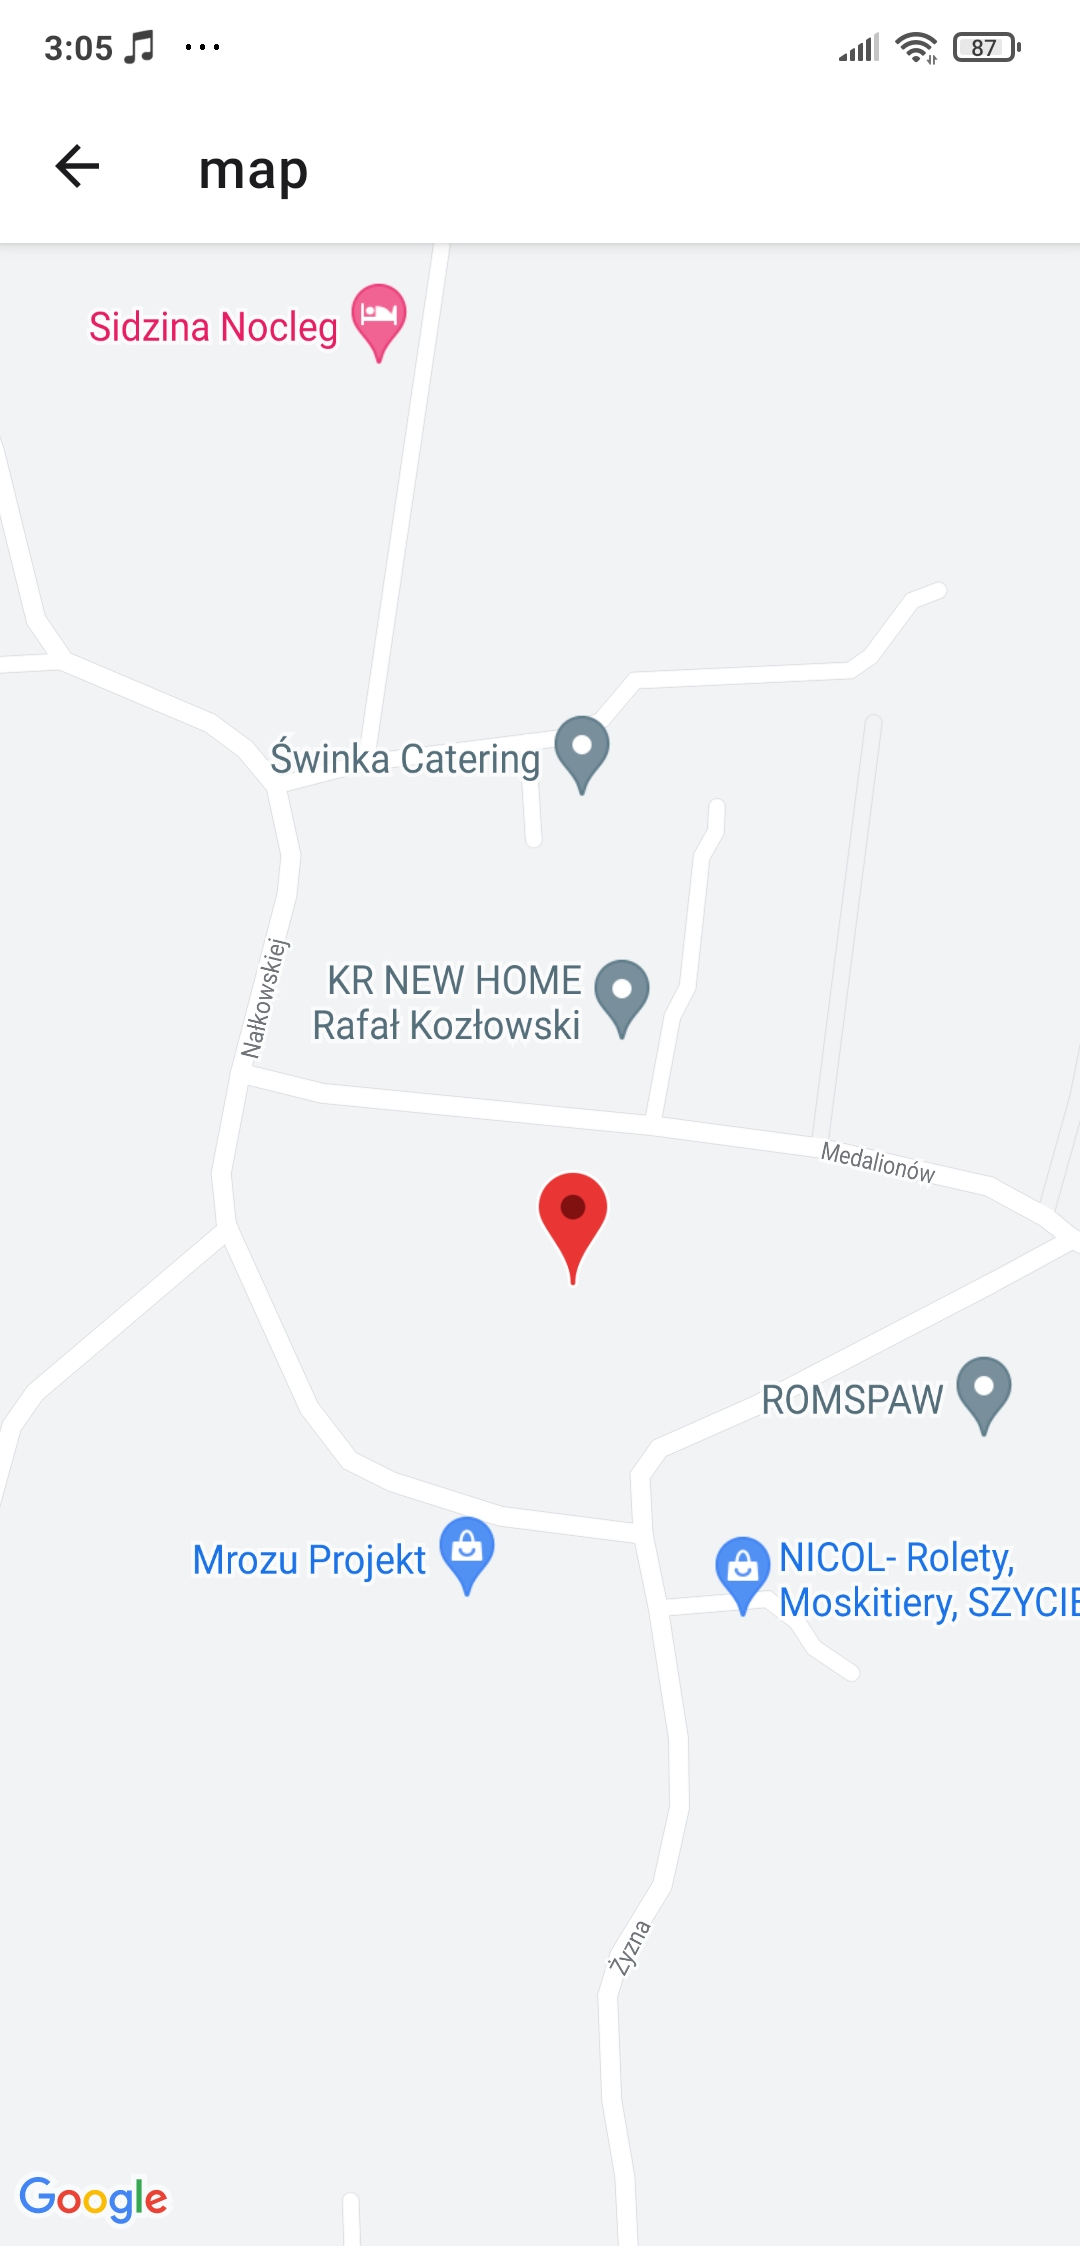 3:05
87
map
Sidzina Nocleg
Świnka Catering
Nałkowskiej
KR NEW HOME
Rafał Kozłowski
Medalionów
ROMSPAW
Mrozu Projekt
NICOL- Rolety,
Moskitiery, SZYCIE
Żyzna
Google